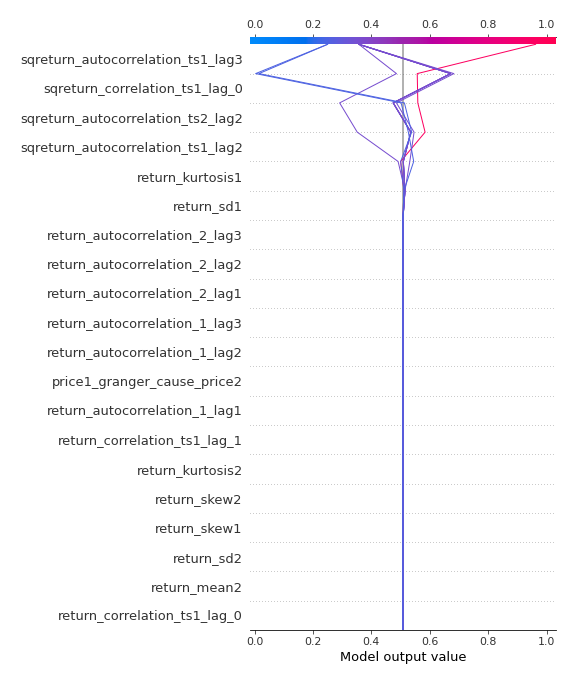 0.0 0.2 0.4 0.6 0.8 1.0
sqreturn_autocorrelation_ts1_lag3
sqreturn_correlation_ts1_lag_0
sqreturn_autocorrelation_ts2_lag2
sqreturn_autocorrelation_ts1_lag2
return_kurtosis1
return_sd1
return_autocorrelation_2_lag3
return_autocorrelation_2_lag2
return_autocorrelation_2_lag1
return_autocorrelation_1_lag3
return_autocorrelation_1_lag2
price1_granger_cause_price2
return_autocorrelation_1_lag1
return_correlation_ts1_lag_1
return_kurtosis2
return_skew2
return_skew1
return_sd2
return_mean2
return_correlation_ts1_lag_0
0.0 0.2 0.4 0.6 0.8 1.0
Model output value